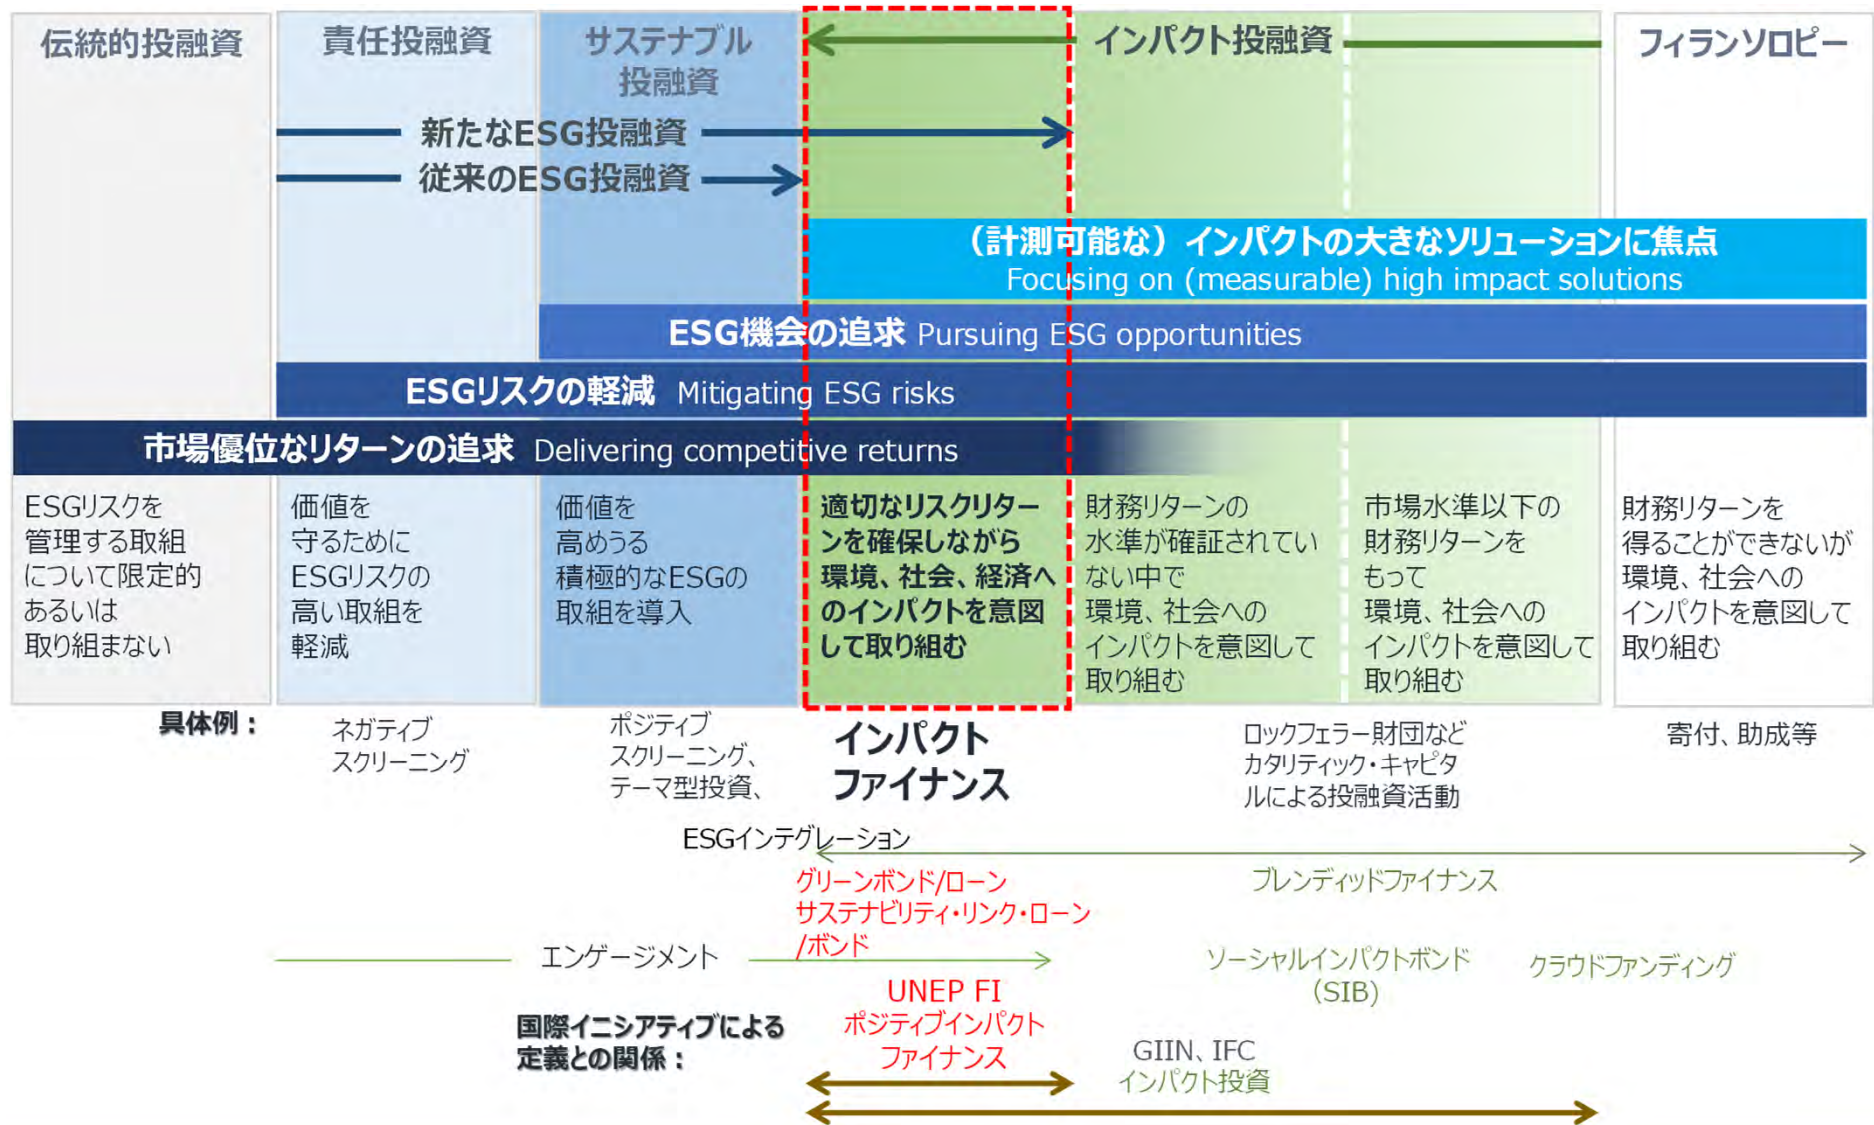 伝統的投融資
責任投融資
サステナブル
投融資
インパクト投融資
フィランソロピー
新たなESG投融資
従来のESG投融資
（計測可能な）インパクトの大きなソリューションに焦点
Focusing on (measurable) high impact solutions
ESG機会の追求 Pursuing ESG opportunities
ESGリスクの軽減 Mitigating ESG risks
市場優位なリターンの追求 Delivering competitive returns
ESGリスクを
管理する取組
について限定的
あるいは
取り組まない
価値を
守るために
ESGリスクの
高い取組を
軽減
価値を
高めうる
積極的なESGの
取組を導入
適切なリスクリター
ンを確保しながら
環境、社会、経済へ
のインパクトを意図
して取り組む
財務リターンの
水準が確証されてい
ない中で
環境、社会への
インパクトを意図して
取り組む
市場水準以下の
財務リターンを
もって
環境、社会への
インパクトを意図して
取り組む
財務リターンを
得ることができないが
環境、社会への
インパクトを意図して
取り組む
具体例：
ネガティブ
スクリーニング
ポジティブ
スクリーニング、
テーマ型投資、
インパクト
ファイナンス
ロックフェラー財団など
カタリティック・キャピタ
ルによる投融資活動
寄付、助成等
ESGインテグレーション
グリーンボンド/ローン
サステナビリティ・リンク・ローン
/ボンド
ブレンディッドファイナンス
エンゲージメント
ソーシャルインパクトボンド
（SIB)
クラウドファンディング
国際イニシアティブによる
定義との関係：
UNEP FI
ポジティブインパクト
ファイナンス
GIIN、IFC
インパクト投資